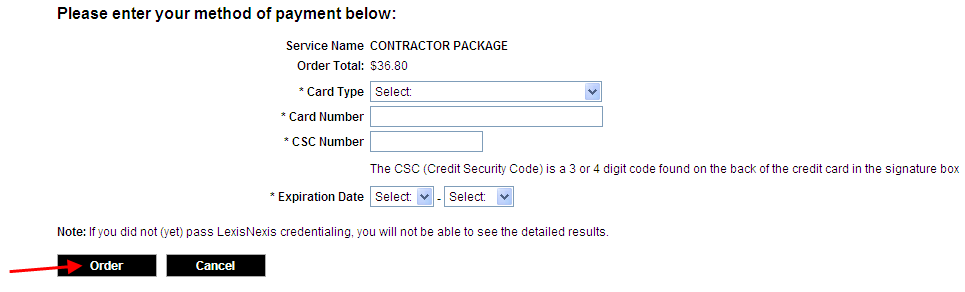 Please enter your method of payment below:
Service Name CONTRACTOR PACKAGE
Order Total: $36.80
* Card Type Select:
* Card Number
* CSC Number
The CSC (Credit Security Code) is a 3 or 4 digit code found on the back of the credit card in the signature box
* Expiration Date Select: - Select:
Note: If you did not (yet) pass LexisNexis credentialing, you will not be able to see the detailed results.
Order Cancel